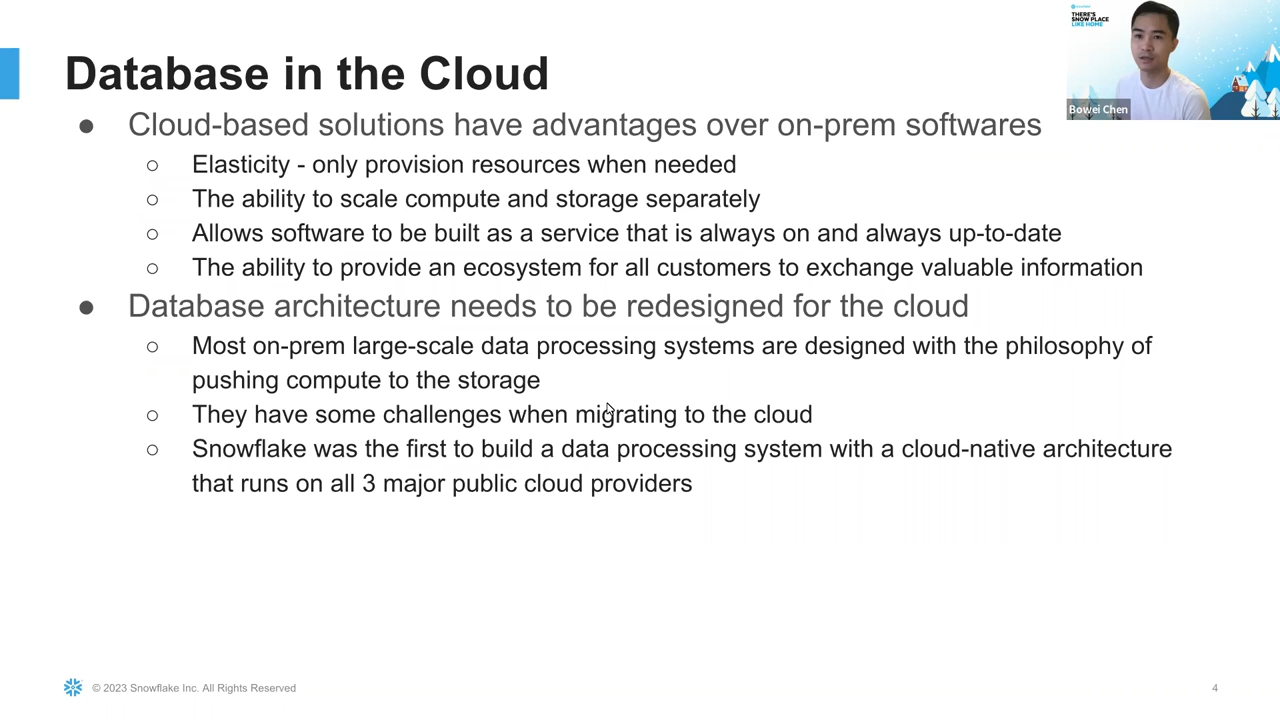 THERE'S
SNOW PLACE
LIKE HOME
Bowei Chen
Database in the Cloud
● Cloud-based solutions have advantages over on-prem softwares
○ Elasticity - only provision resources when needed
○ The ability to scale compute and storage separately
○ Allows software to be built as a service that is always on and always up-to-date
○ The ability to provide an ecosystem for all customers to exchange valuable information
● Database architecture needs to be redesigned for the cloud
○ Most on-prem large-scale data processing systems are designed with the philosophy of
pushing compute to the storage
○ They have some challenges when migrating to the cloud
○ Snowflake was the first to build a data processing system with a cloud-native architecture
that runs on all 3 major public cloud providers
© 2023 Snowflake Inc. All Rights Reserved
4